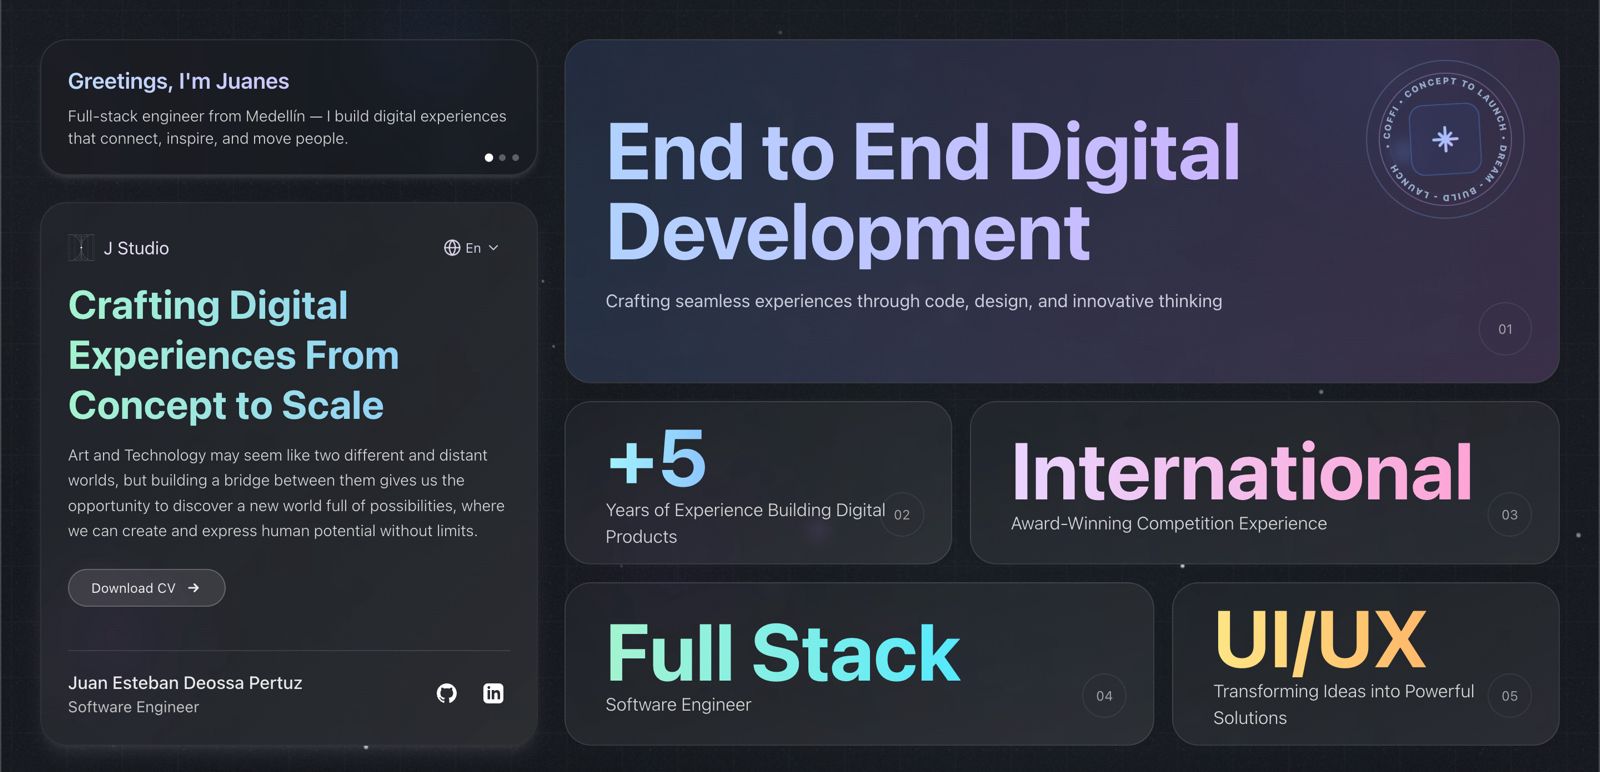 Greetings, I'm Juanes
Full-stack engineer from Medellín — I build digital experiences
that connect, inspire, and move people.
J Studio
En
Crafting Digital
Experiences From
Concept to Scale
Art and Technology may seem like two different and distant
worlds, but building a bridge between them gives us the
opportunity to discover a new world full of possibilities, where
we can create and express human potential without limits.
Download CV
Juan Esteban Deossa Pertuz
Software Engineer
End to End Digital
Development
Crafting seamless experiences through code, design, and innovative thinking
• COFFI • CONCEPT TO LAUNCH • DREAM - BUILD - LAUNCH
01
+5
Years of Experience Building Digital
Products
02
International
Award-Winning Competition Experience
03
Full Stack
Software Engineer
04
UI/UX
Transforming Ideas into Powerful
Solutions
05